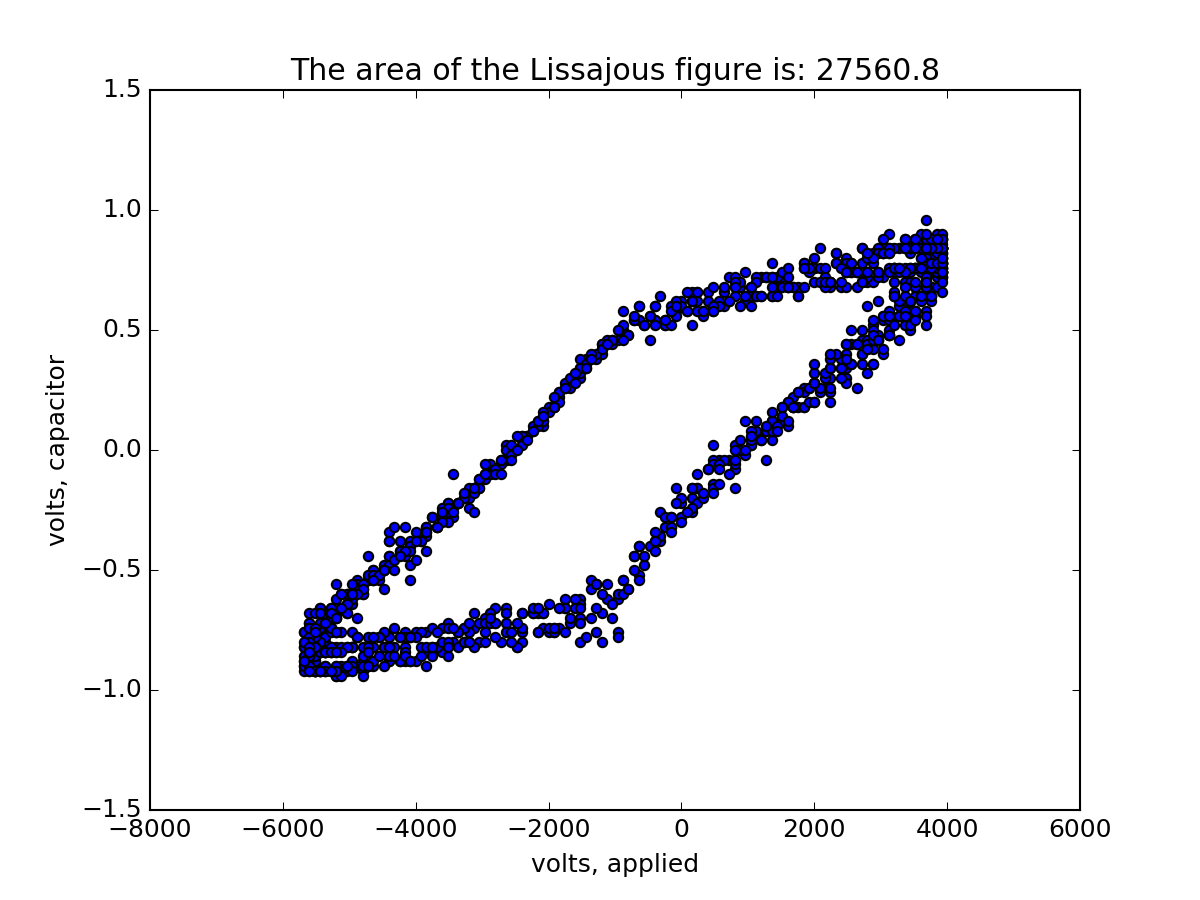 The area of the Lissajous figure is: 27560.8
1.5
1.0
0.5
0.0
−0.5
−1.0
−1.5
volts, capacitor
−8000 −6000 −4000 −2000 0 2000 4000 6000
volts, applied